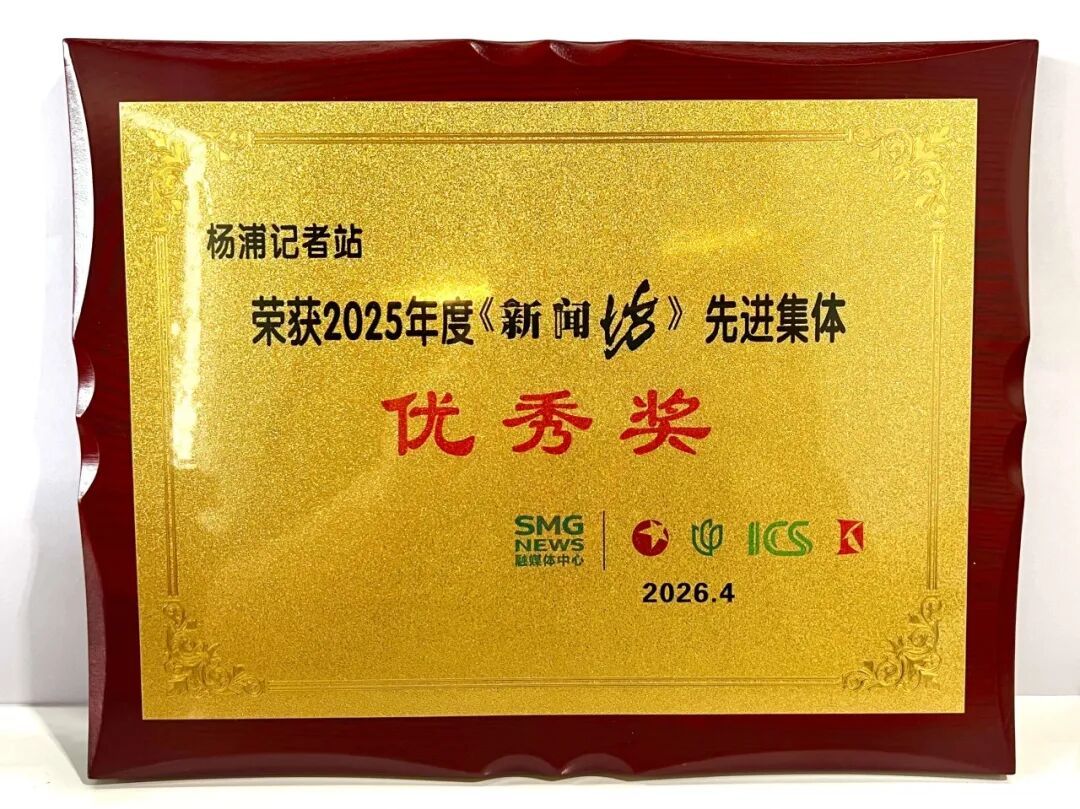 杨浦记者站
荣获2025年度《新闻坊》先进集体
优秀奖
SMG
NEWS
融媒体中心
ICS
K
2026.4